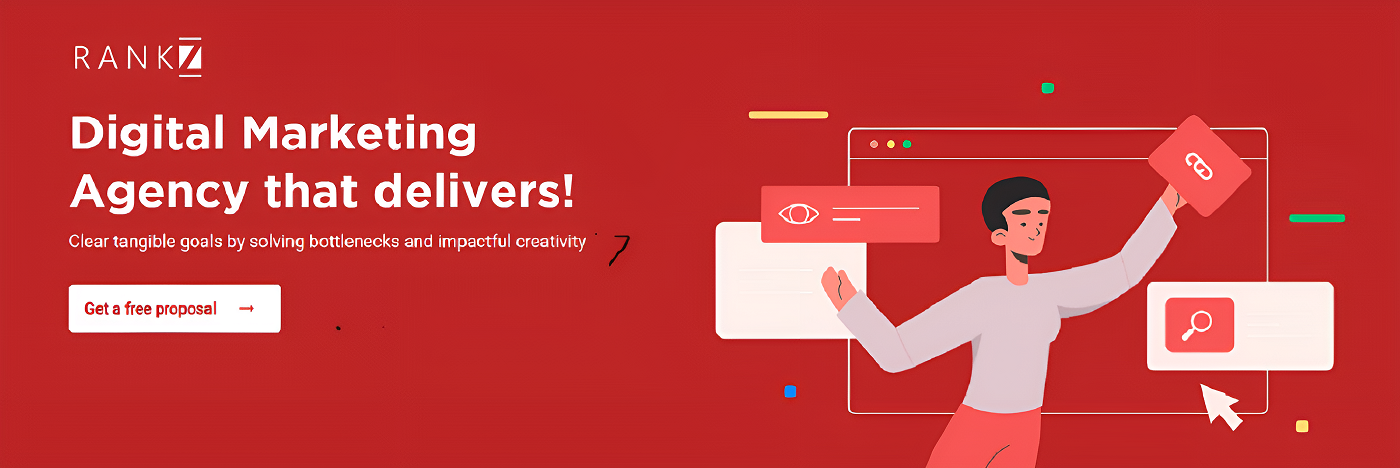 RANKZ
Digital Marketing
Agency that delivers!
Clear tangible goals by solving bottlenecks and impactful creativity
Get a free proposal →